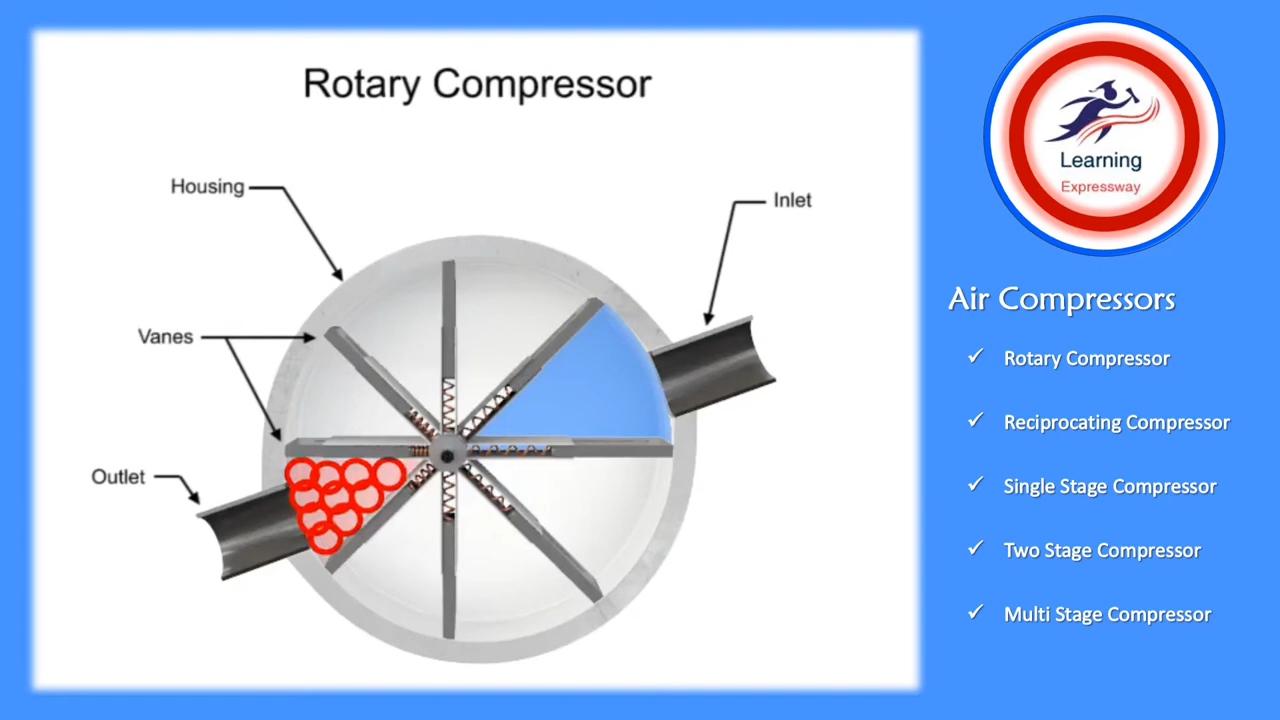 Rotary Compressor
Housing
Inlet
Vanes
Outlet
Learning
Expressway
Air Compressors
✓ Rotary Compressor
✓ Reciprocating Compressor
✓ Single Stage Compressor
✓ Two Stage Compressor
✓ Multi Stage Compressor